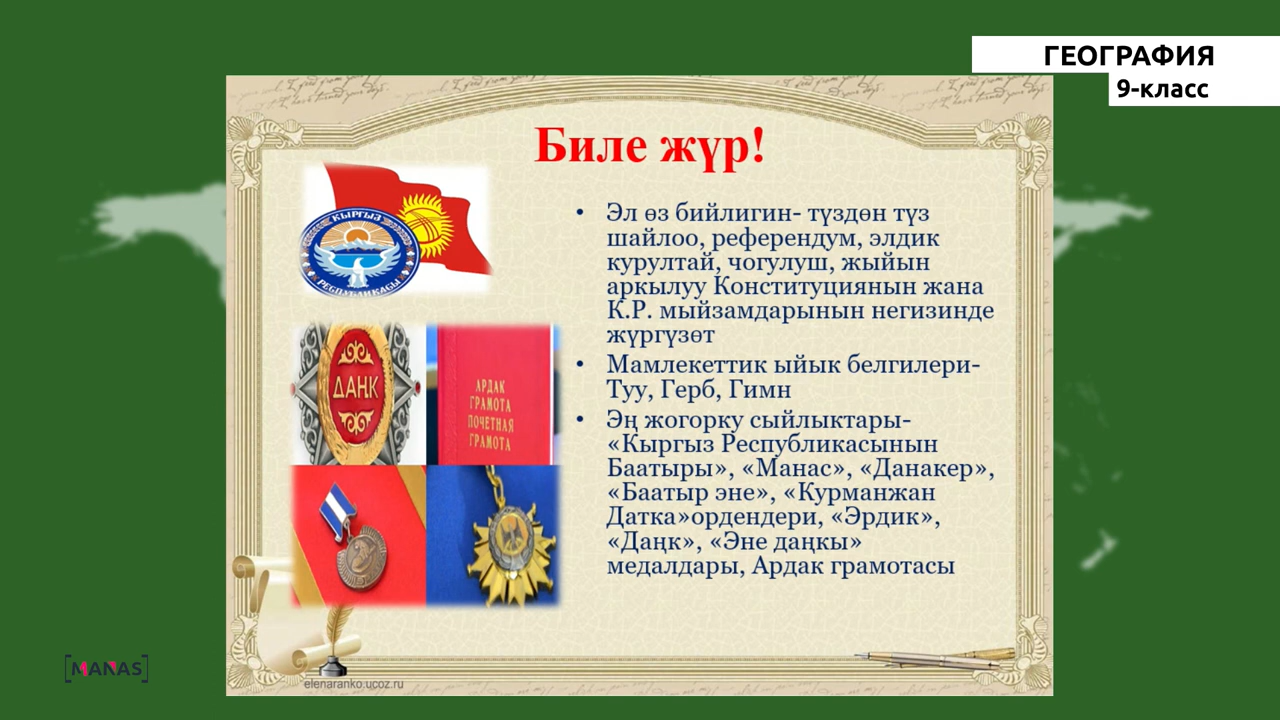 ГЕОГРАФИЯ
9-класс
Биле жүр!
КЫРГЫЗ
РЕСПУБЛИКАСЫ
• Эл өз бийлигин- түздөн түз
шайлоо, референдум, элдик
курултай, чогулуш, жыйын
аркылуу Конституциянын жана
К.Р. мыйзамдарынын негизинде
жүргүзөт
• Мамлекеттик ыйык белгилери-
Туу, Герб, Гимн
• Эң жогорку сыйлыктары-
«Кыргыз Республикасынын
Баатыры», «Манас», «Данакер»,
«Баатыр эне», «Курманжан
Датка»ордендери, «Эрдик»,
«Даңк», «Эне даңкы»
медалдары, Ардак грамотасы
ДАҢК
АРДАК
ГРАМОТА
ПОЧЕТНАЯ
ГРАМОТА
[MANAS]
elenaranko.ucoz.ru